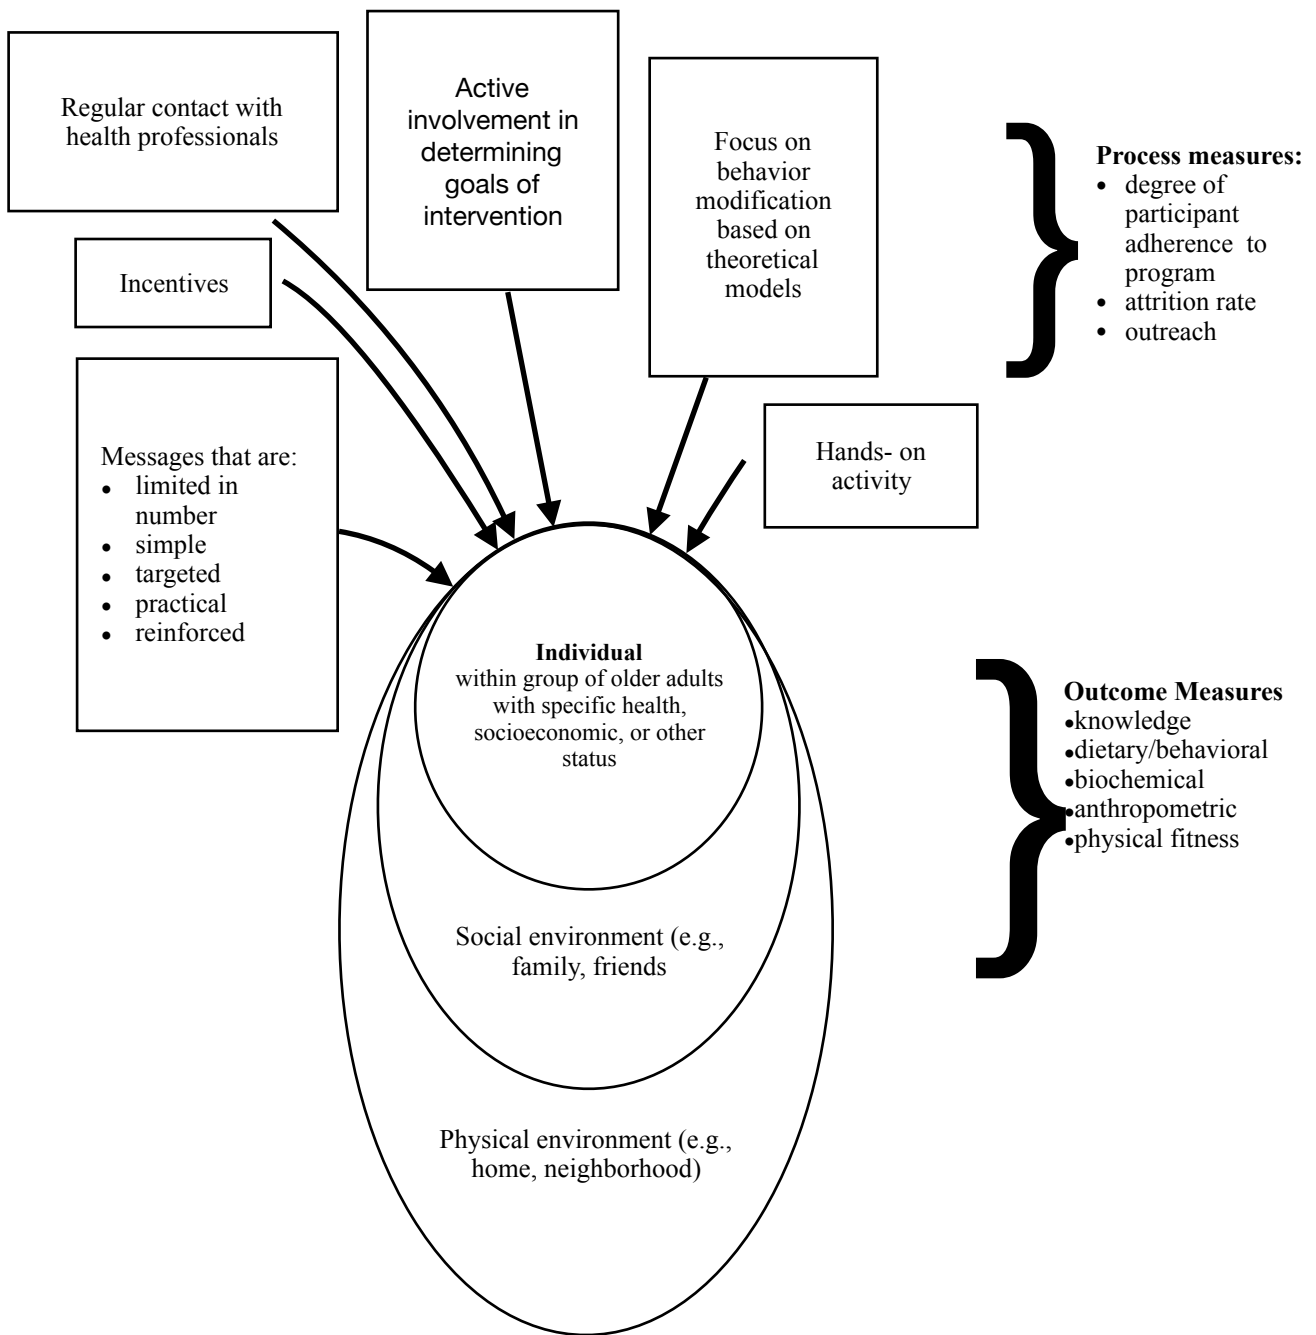 Regular contact with
health professionals
Active
involvement in
determining
goals of
intervention
Focus on
behavior
modification
based on
theoretical
models
Process measures:
• degree of
participant
adherence to
program
• attrition rate
• outreach
Incentives
Messages that are:
• limited in
number
• simple
• targeted
• practical
• reinforced
Hands- on
activity
Individual
within group of older adults
with specific health,
socioeconomic, or other
status
Outcome Measures
•knowledge
•dietary/behavioral
•biochemical
•anthropometric
•physical fitness
Social environment (e.g.,
family, friends
Physical environment (e.g.,
home, neighborhood)